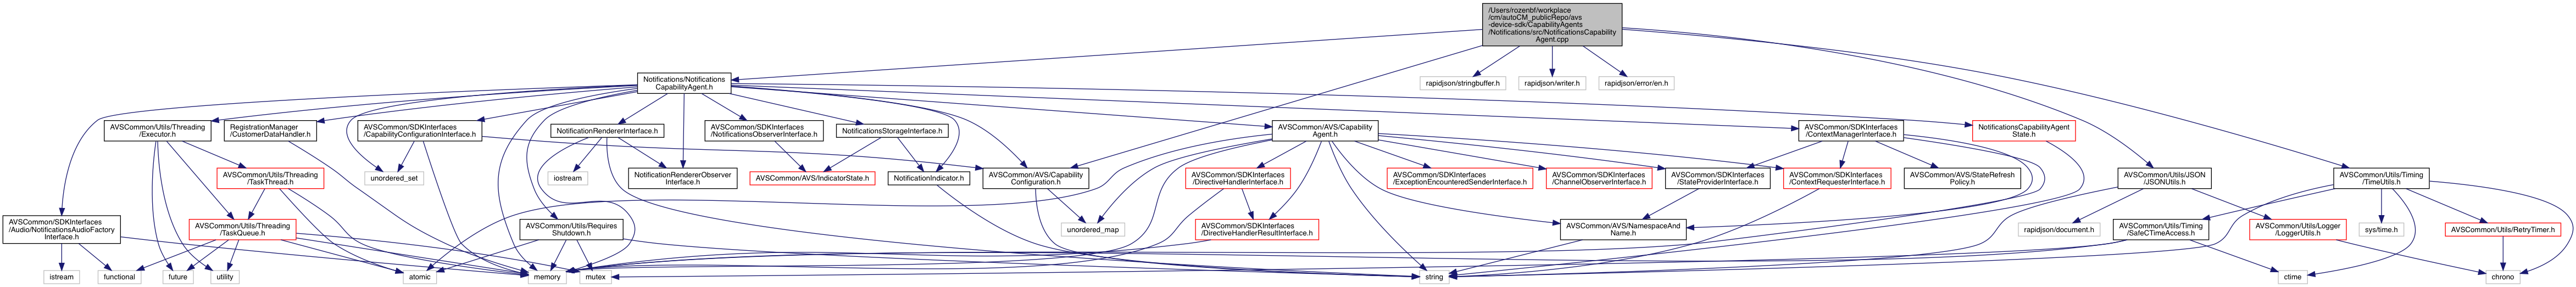 /Users/rozenbf/workplace
/cm/autoCM_publicRepo/avs
-device-sdk/CapabilityAgents
/Notifications/src/NotificationsCapability
Agent.cpp
Notifications/Notifications
CapabilityAgent.h
rapidjson/stringbuffer.h
rapidjson/writer.h
rapidjson/error/en.h
AVSCommon/Utils/Threading
/Executor.h
RegistrationManager
/CustomerDataHandler.h
AVSCommon/SDKInterfaces
/CapabilityConfigurationInterface.h
NotificationRendererInterface.h
AVSCommon/SDKInterfaces
/NotificationsObserverInterface.h
NotificationsStorageInterface.h
AVSCommon/AVS/Capability
Agent.h
AVSCommon/SDKInterfaces
/ContextManagerInterface.h
NotificationsCapabilityAgent
State.h
AVSCommon/Utils/Threading
/TaskThread.h
unordered_set
iostream
NotificationRendererObserver
Interface.h
AVSCommon/AVS/IndicatorState.h
NotificationIndicator.h
AVSCommon/AVS/Capability
Configuration.h
AVSCommon/SDKInterfaces
/DirectiveHandlerInterface.h
AVSCommon/SDKInterfaces
/ExceptionEncounteredSenderInterface.h
AVSCommon/SDKInterfaces
/ChannelObserverInterface.h
AVSCommon/SDKInterfaces
/StateProviderInterface.h
AVSCommon/SDKInterfaces
/ContextRequesterInterface.h
AVSCommon/AVS/StateRefresh
Policy.h
AVSCommon/Utils/JSON
/JSONUtils.h
AVSCommon/Utils/Timing
/TimeUtils.h
AVSCommon/SDKInterfaces
/Audio/NotificationsAudioFactory
Interface.h
AVSCommon/Utils/Threading
/TaskQueue.h
AVSCommon/Utils/Requires
Shutdown.h
unordered_map
AVSCommon/SDKInterfaces
/DirectiveHandlerResultInterface.h
AVSCommon/AVS/NamespaceAnd
Name.h
rapidjson/document.h
AVSCommon/Utils/Timing
/SafeCTimeAccess.h
AVSCommon/Utils/Logger
/LoggerUtils.h
sys/time.h
AVSCommon/Utils/RetryTimer.h
istream
functional
future
utility
atomic
memory
mutex
string
ctime
chrono